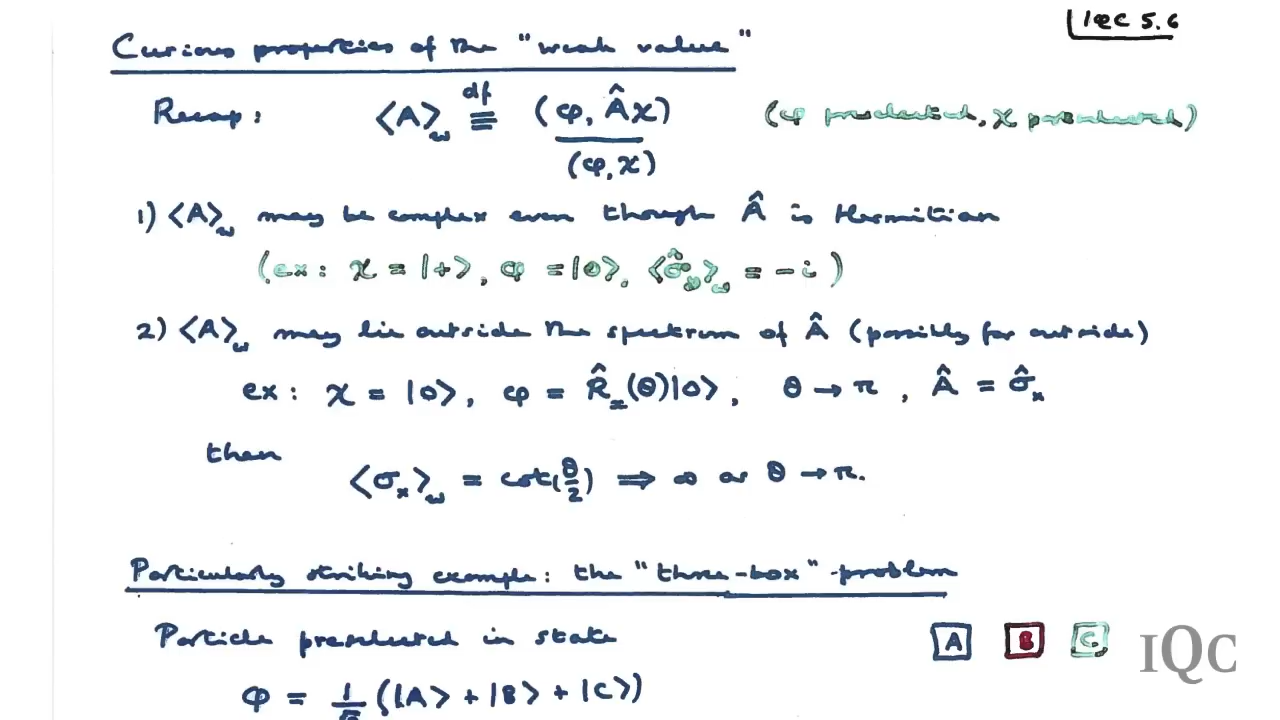 IQC 5.6
Curious properties of the "weak value"
Recap: ⟨A⟩_w ≡^{df} (φ, Âχ)/(φ, χ) (φ preselected, χ postselected)
1) ⟨A⟩_w may be complex even though Â is Hermitian
(ex: χ = |+⟩, φ = |0⟩, ⟨σ̂_y⟩_w = -i)
2) ⟨A⟩_w may lie outside the spectrum of Â (possibly far outside)
ex: χ = |0⟩, φ = R̂_x(θ)|0⟩, θ → π, Â = σ̂_x
then
⟨σ_x⟩_w = cot(θ/2) ⟹ ∞ as θ → π.
Particularly striking example: the "three-box" problem
Particle preselected in state
A B C
IQC
φ = 1/√ (|A⟩ + |B⟩ + |C⟩)